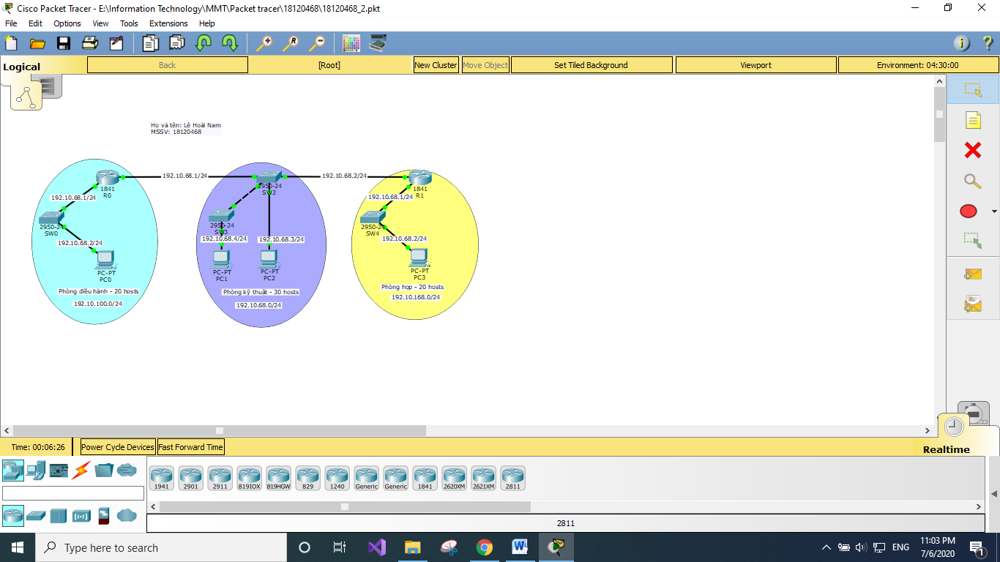 Cisco Packet Tracer - E:\Information Technology\MMT\Packet tracer\18120468\18120468_2.pkt
File Edit Options View Tools Extensions Help
Logical
Back
[Root]
New Cluster
Move Object
Set Tiled Background
Viewport
Environment: 04:30:00
Họ và tên: Lê Hoài Nam
MSSV: 18120468
192.10.68.1/24
192.10.68.2/24
1841
R0
192.10.68.1/24
2950-24
SW0
192.10.68.2/24
PC-PT
PC0
Phòng điều hành - 20 hosts
192.10.100.0/24
2950-24
SW2
2950-24
SW3
192.10.68.4/24
192.10.68.3/24
PC-PT
PC1
PC-PT
PC2
Phòng kỹ thuật - 30 hosts
192.10.68.0/24
1841
R1
192.10.68.1/24
2950-24
SW4
192.10.68.2/24
PC-PT
PC3
Phòng họp - 20 hosts
192.10.168.0/24
Time: 00:06:26
Power Cycle Devices
Fast Forward Time
Realtime
1941 2901 2911 819IOX 819HGW 829 1240 Generic Generic 1841 2620XM 2621XM 2811
2811
Type here to search
ENG
11:03 PM
7/6/2020
1